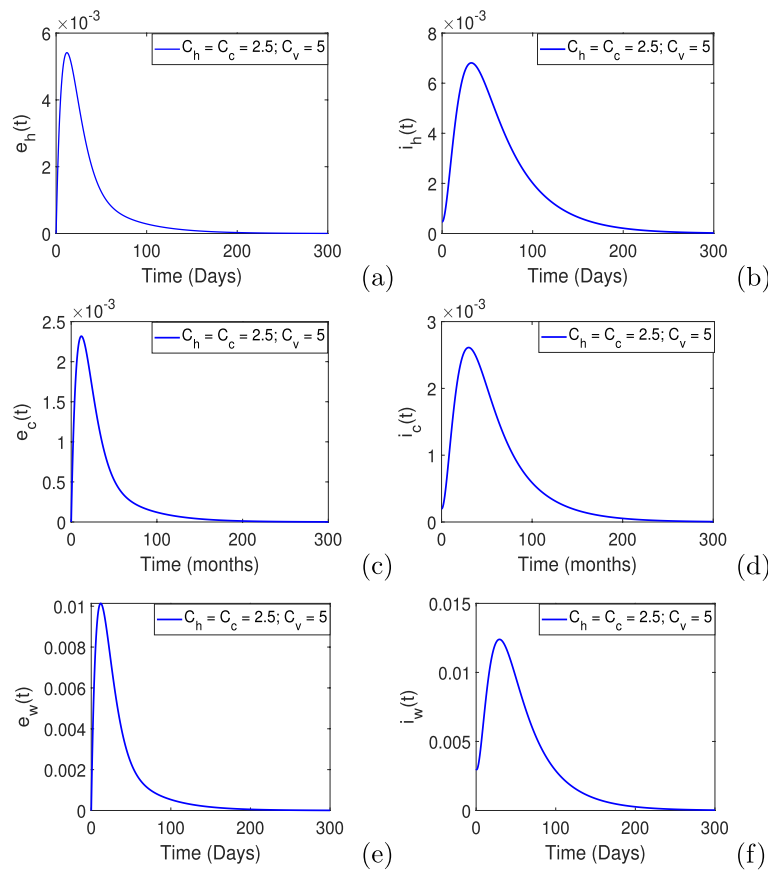 ×10⁻³
C_h = C_c = 2.5; C_v = 5
6
4
2
0
e_h(t)
0 100 200 300
Time (Days)
(a)
×10⁻³
C_h = C_c = 2.5; C_v = 5
8
6
4
2
0
i_h(t)
0 100 200 300
Time (Days)
(b)
×10⁻³
C_h = C_c = 2.5; C_v = 5
2.5
2
1.5
1
0.5
0
e_c(t)
0 100 200 300
Time (months)
(c)
×10⁻³
C_h = C_c = 2.5; C_v = 5
3
2
1
0
i_c(t)
0 100 200 300
Time (months)
(d)
C_h = C_c = 2.5; C_v = 5
0.01
0.008
0.006
0.004
0.002
0
e_w(t)
0 100 200 300
Time (Days)
(e)
C_h = C_c = 2.5; C_v = 5
0.015
0.01
0.005
0
i_w(t)
0 100 200 300
Time (Days)
(f)